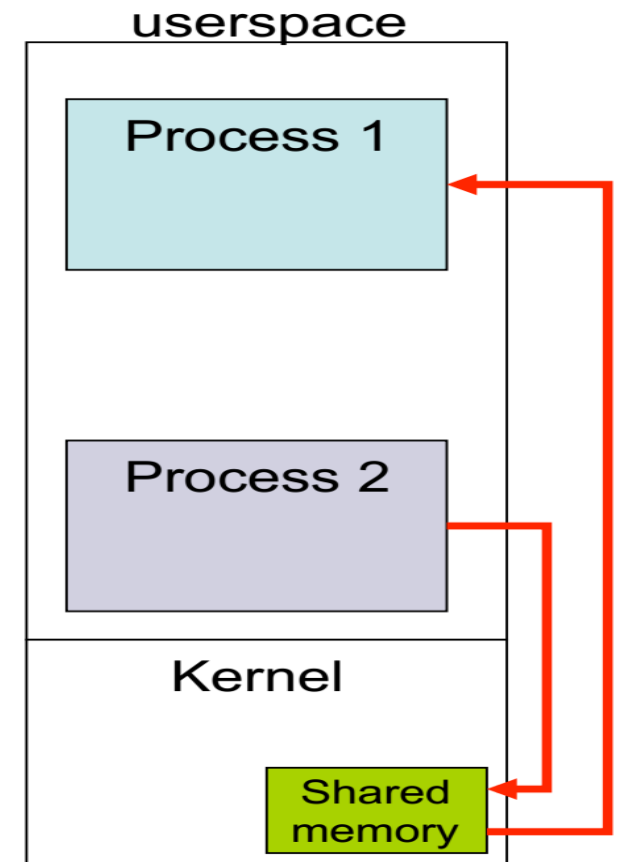 userspace
Process 1
Process 2
Kernel
Shared
memory